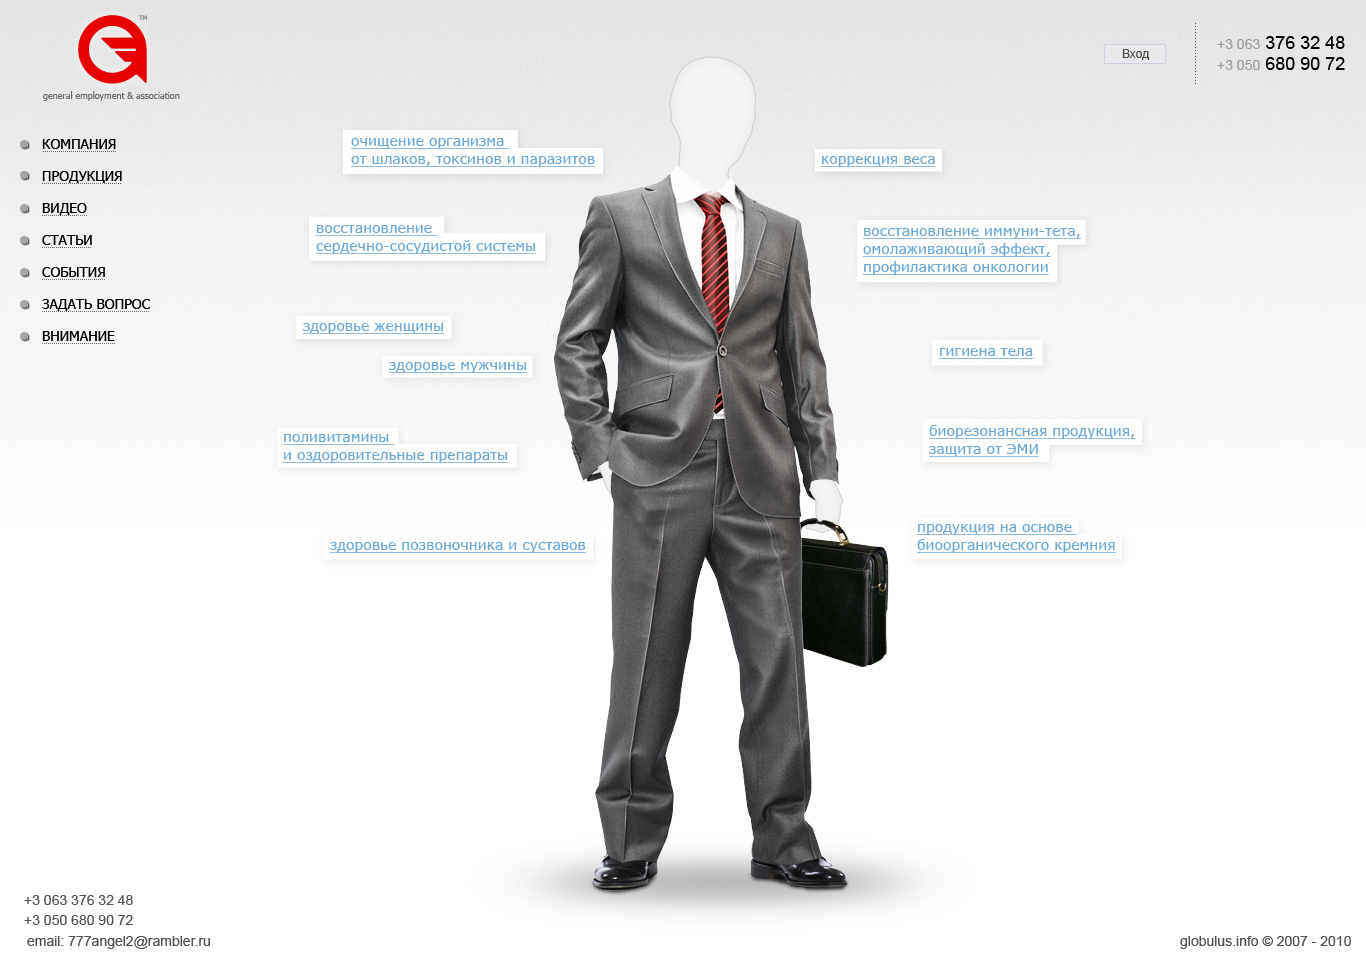 TM
general employment & association
Вход
+3 063 376 32 48
+3 050 680 90 72
КОМПАНИЯ
ПРОДУКЦИЯ
ВИДЕО
СТАТЬИ
СОБЫТИЯ
ЗАДАТЬ ВОПРОС
ВНИМАНИЕ
очищение организма
от шлаков, токсинов и паразитов
восстановление
сердечно-сосудистой системы
здоровье женщины
здоровье мужчины
поливитамины
и оздоровительные препараты
здоровье позвоночника и суставов
коррекция веса
восстановление иммуни-тета,
омолаживающий эффект,
профилактика онкологии
гигиена тела
биорезонансная продукция,
защита от ЭМИ
продукция на основе
биоорганического кремния
+3 063 376 32 48
+3 050 680 90 72
email: 777angel2@rambler.ru
globulus.info © 2007 - 2010